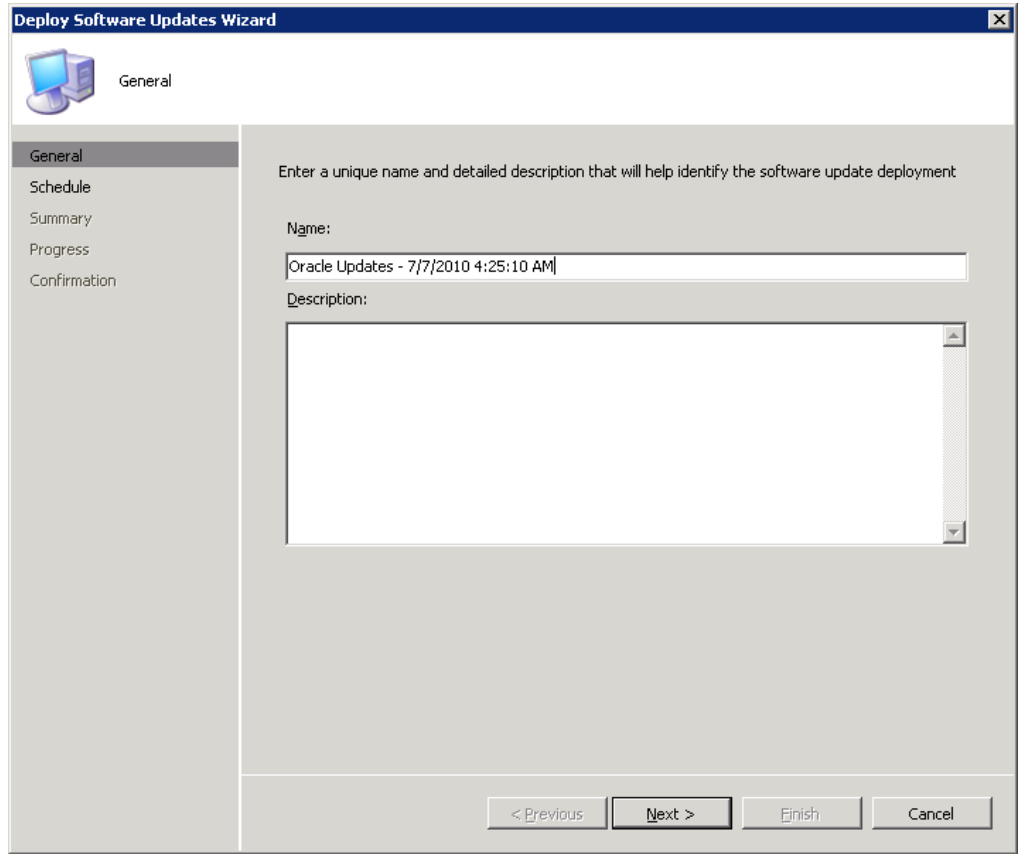 Deploy Software Updates Wizard
General
General
Schedule
Summary
Progress
Confirmation
Enter a unique name and detailed description that will help identify the software update deployment
Name:
Oracle Updates - 7/7/2010 4:25:10 AM
Description:
< Previous Next > Finish Cancel